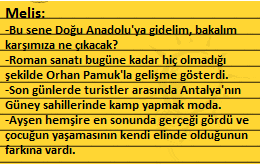 Melis:
-Bu sene Doğu Anadolu'ya gidelim, bakalım
karşımıza ne çıkacak?
-Roman sanatı bugüne kadar hiç olmadığı
şekilde Orhan Pamuk'la gelişme gösterdi.
-Son günlerde turistler arasında Antalya'nın
Güney sahillerinde kamp yapmak moda.
-Ayşen hemşire en sonunda gerçeği gördü ve
çocuğun yaşamasının kendi elinde olduğunun
farkına vardı.